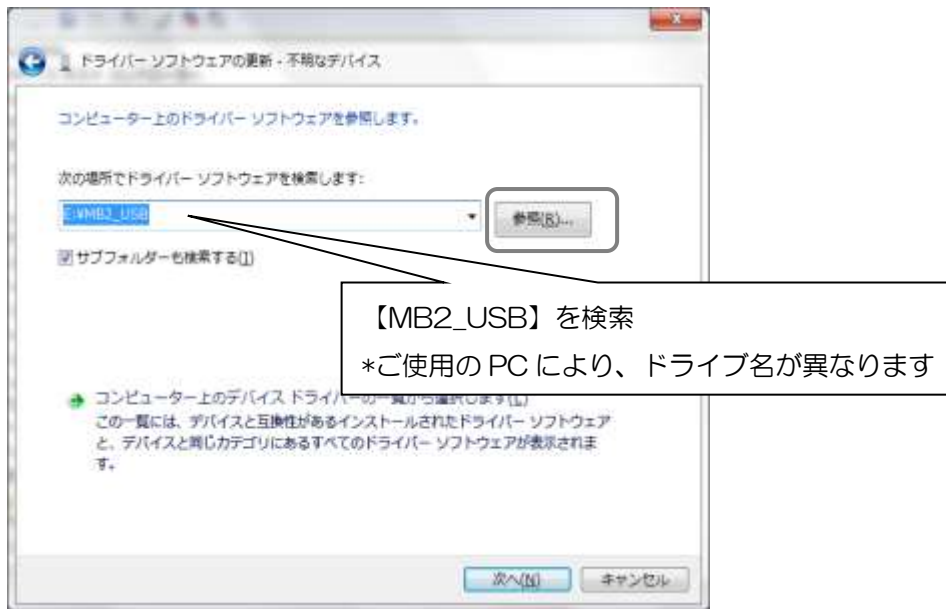 ドライバー ソフトウェアの更新 - 不明なデバイス
コンピューター上のドライバー ソフトウェアを参照します。
次の場所でドライバー ソフトウェアを検索します:
E:¥MB2_USB
参照(R)...
サブフォルダーも検索する(I)
【MB2_USB】を検索
*ご使用の PC により、ドライブ名が異なります
コンピューター上のデバイス ドライバーの一覧から選択します(L)
この一覧には、デバイスと互換性があるインストールされたドライバー ソフトウェア
と、デバイスと同じカテゴリにあるすべてのドライバー ソフトウェアが表示されま
す。
次へ(N)
キャンセル